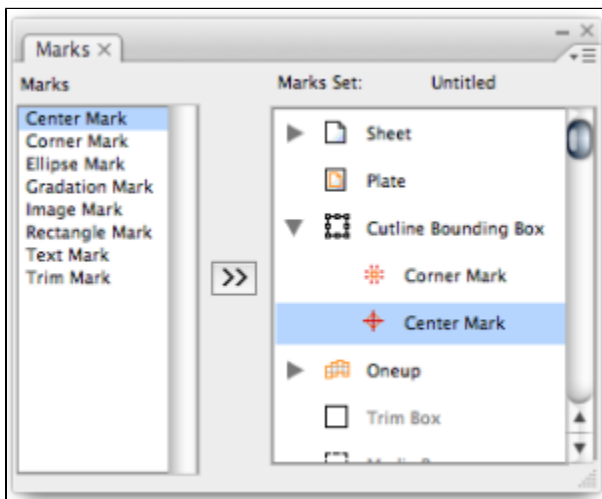 Marks
Marks
Marks Set: Untitled
Center Mark
Corner Mark
Ellipse Mark
Gradation Mark
Image Mark
Rectangle Mark
Text Mark
Trim Mark
>>
Sheet
Plate
Cutline Bounding Box
Corner Mark
Center Mark
Oneup
Trim Box